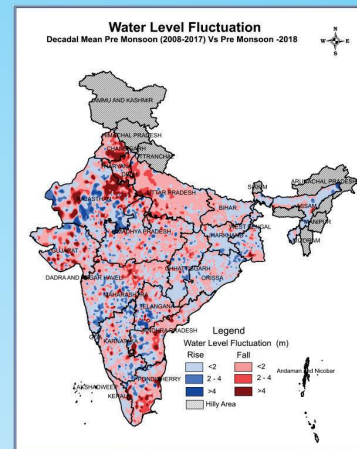 Water Level Fluctuation
Decadal Mean Pre Monsoon (2008-2017) Vs Pre Monsoon -2018
N
W E
S
JAMMU AND KASHMIR
HIMACHAL PRADESH
CHANDIGARH
UTTRANCHAL
HARYANA
DELHI
ARUNACHAL PRADESH
SIKKIM
RAJASTHAN
UTTAR PRADESH
ASSAM
BIHAR
MANIPUR
WEST BENGAL
JHARKHAND
MIZORAM
GUJARAT
MADHYA PRADESH
CHHATTISGARH
DADRA AND NAGAR HAVELI
ORISSA
MAHARASHTRA
TELANGANA
ANDHRA PRADESH
KARNATAKA
PONDICHERRY
LAKSHADWEEP
KERALA
Andaman and Nicobar
Legend
Water Level Fluctuation (m)
Rise Fall
<2 <2
2 - 4 2 - 4
>4 >4
Hilly Area